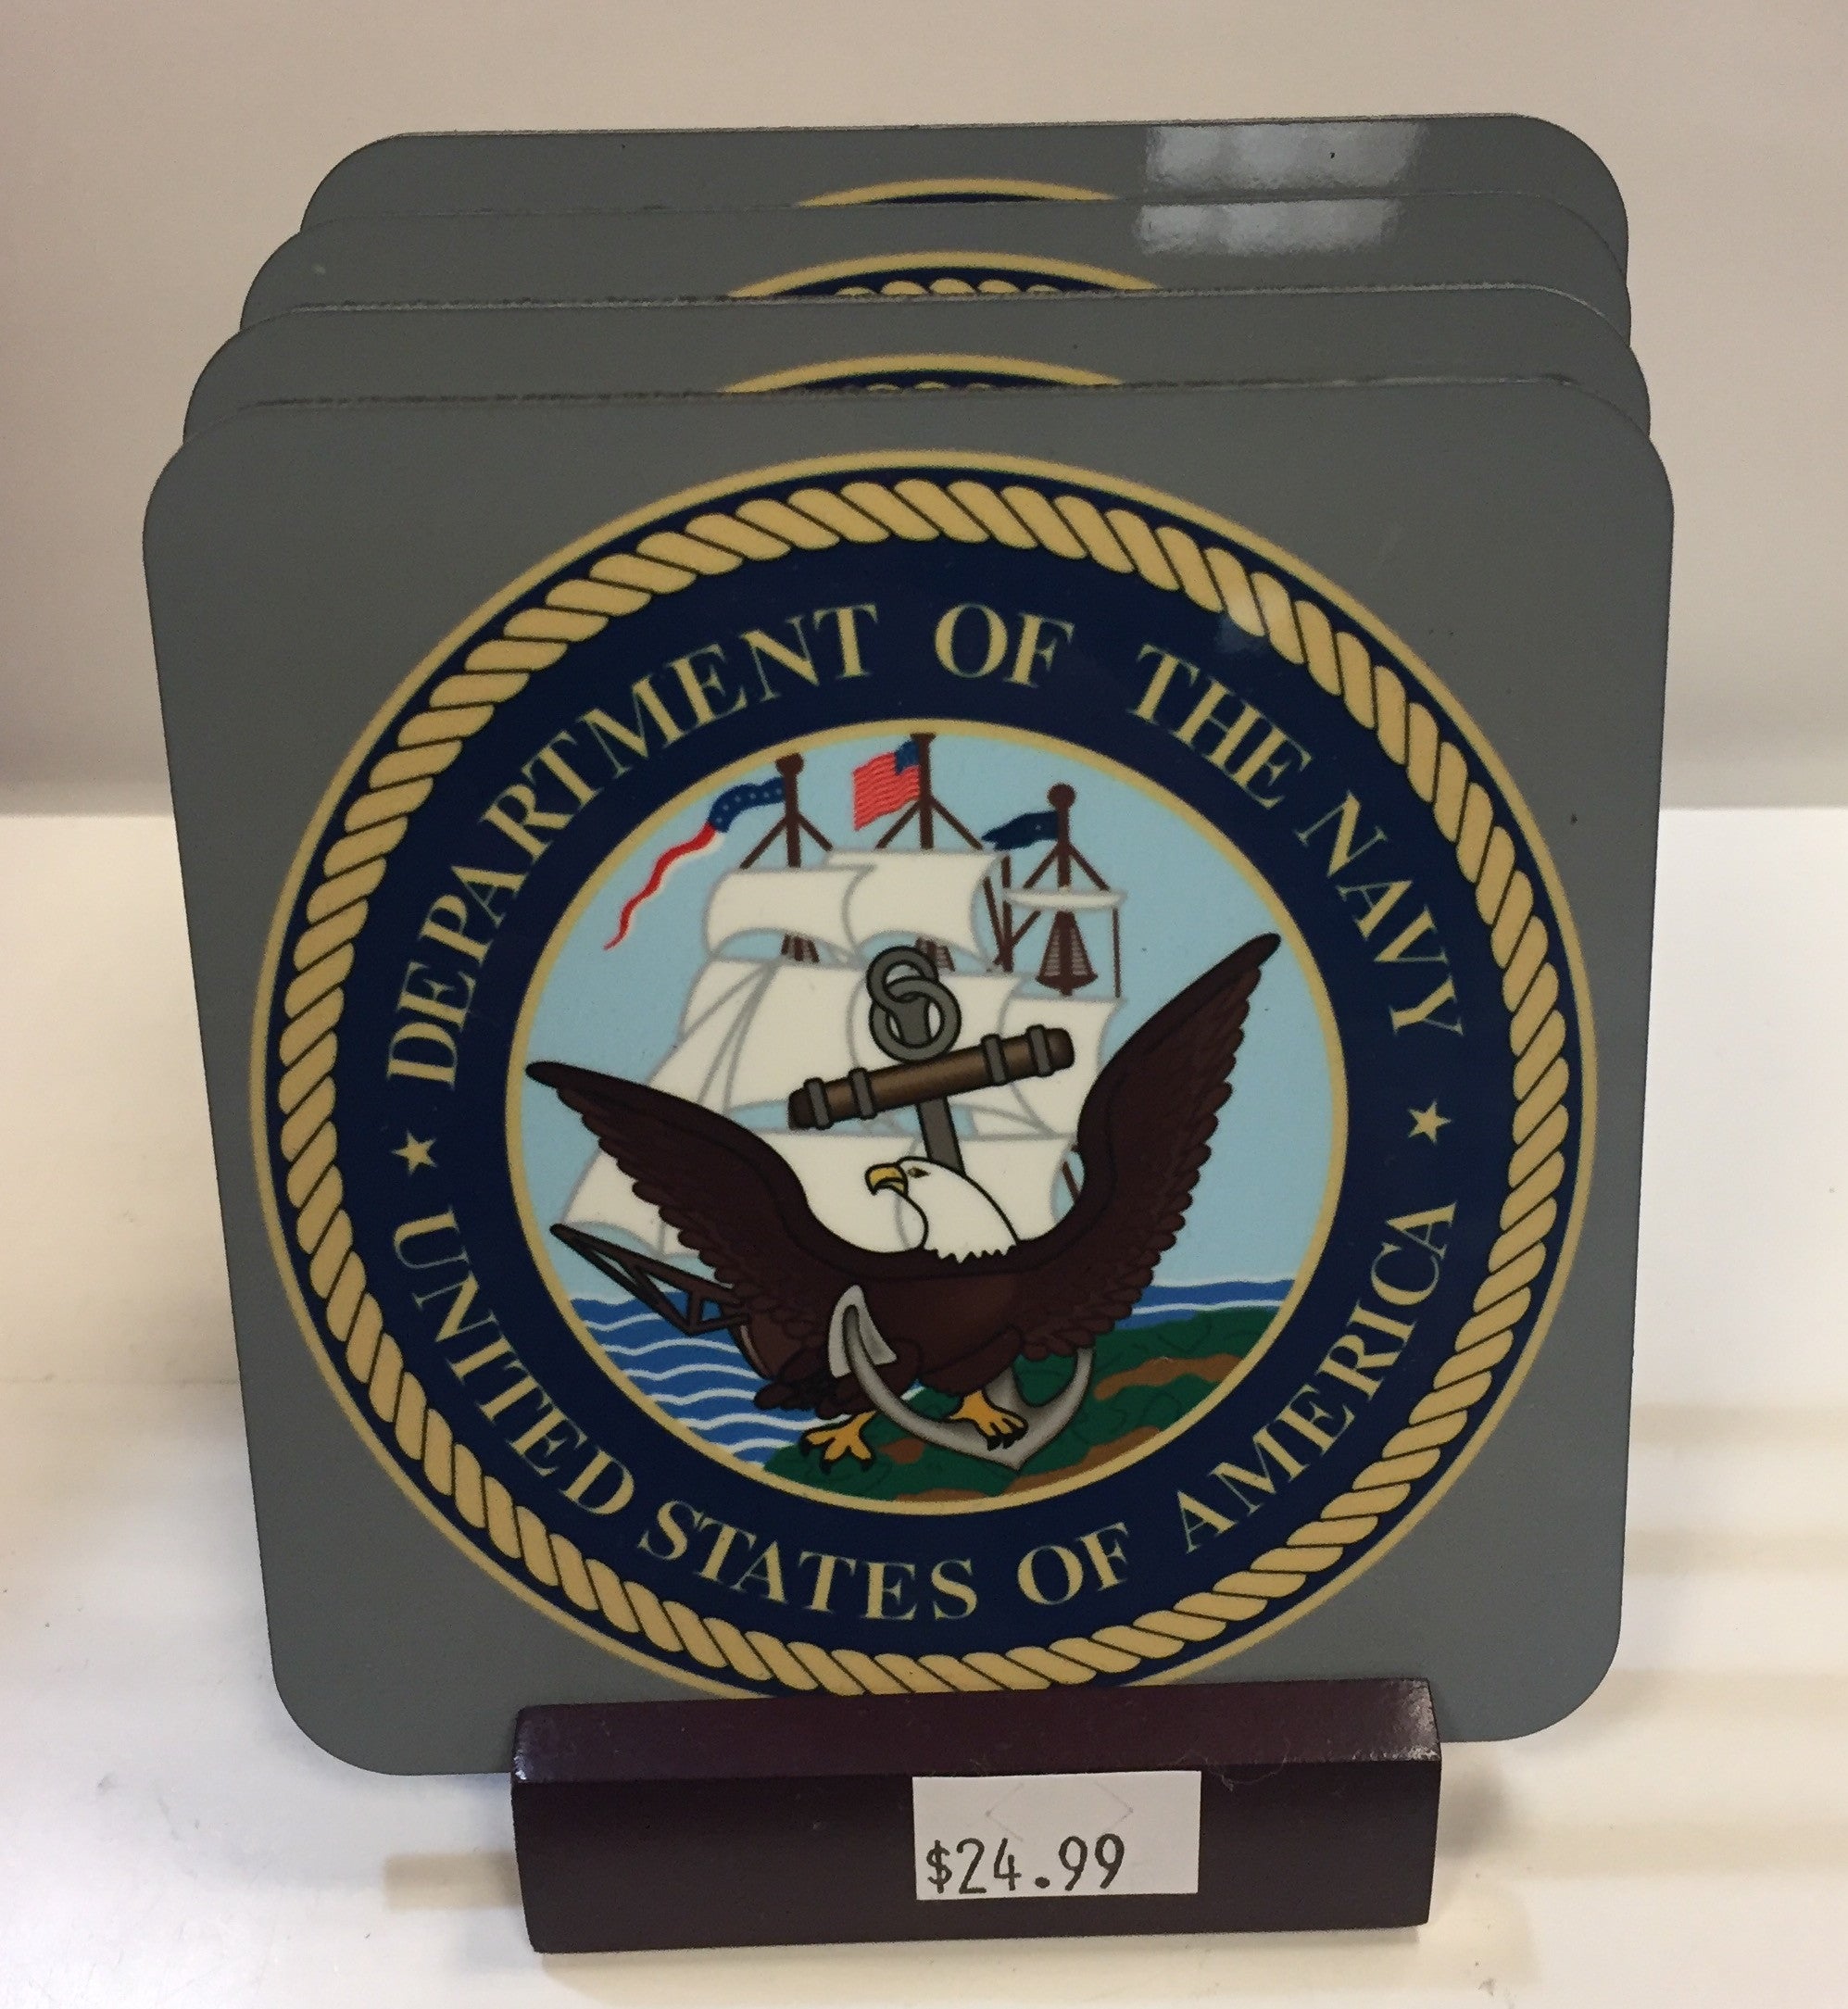 DEPARTMENT OF THE NAVY
UNITED STATES OF AMERICA
$24.99